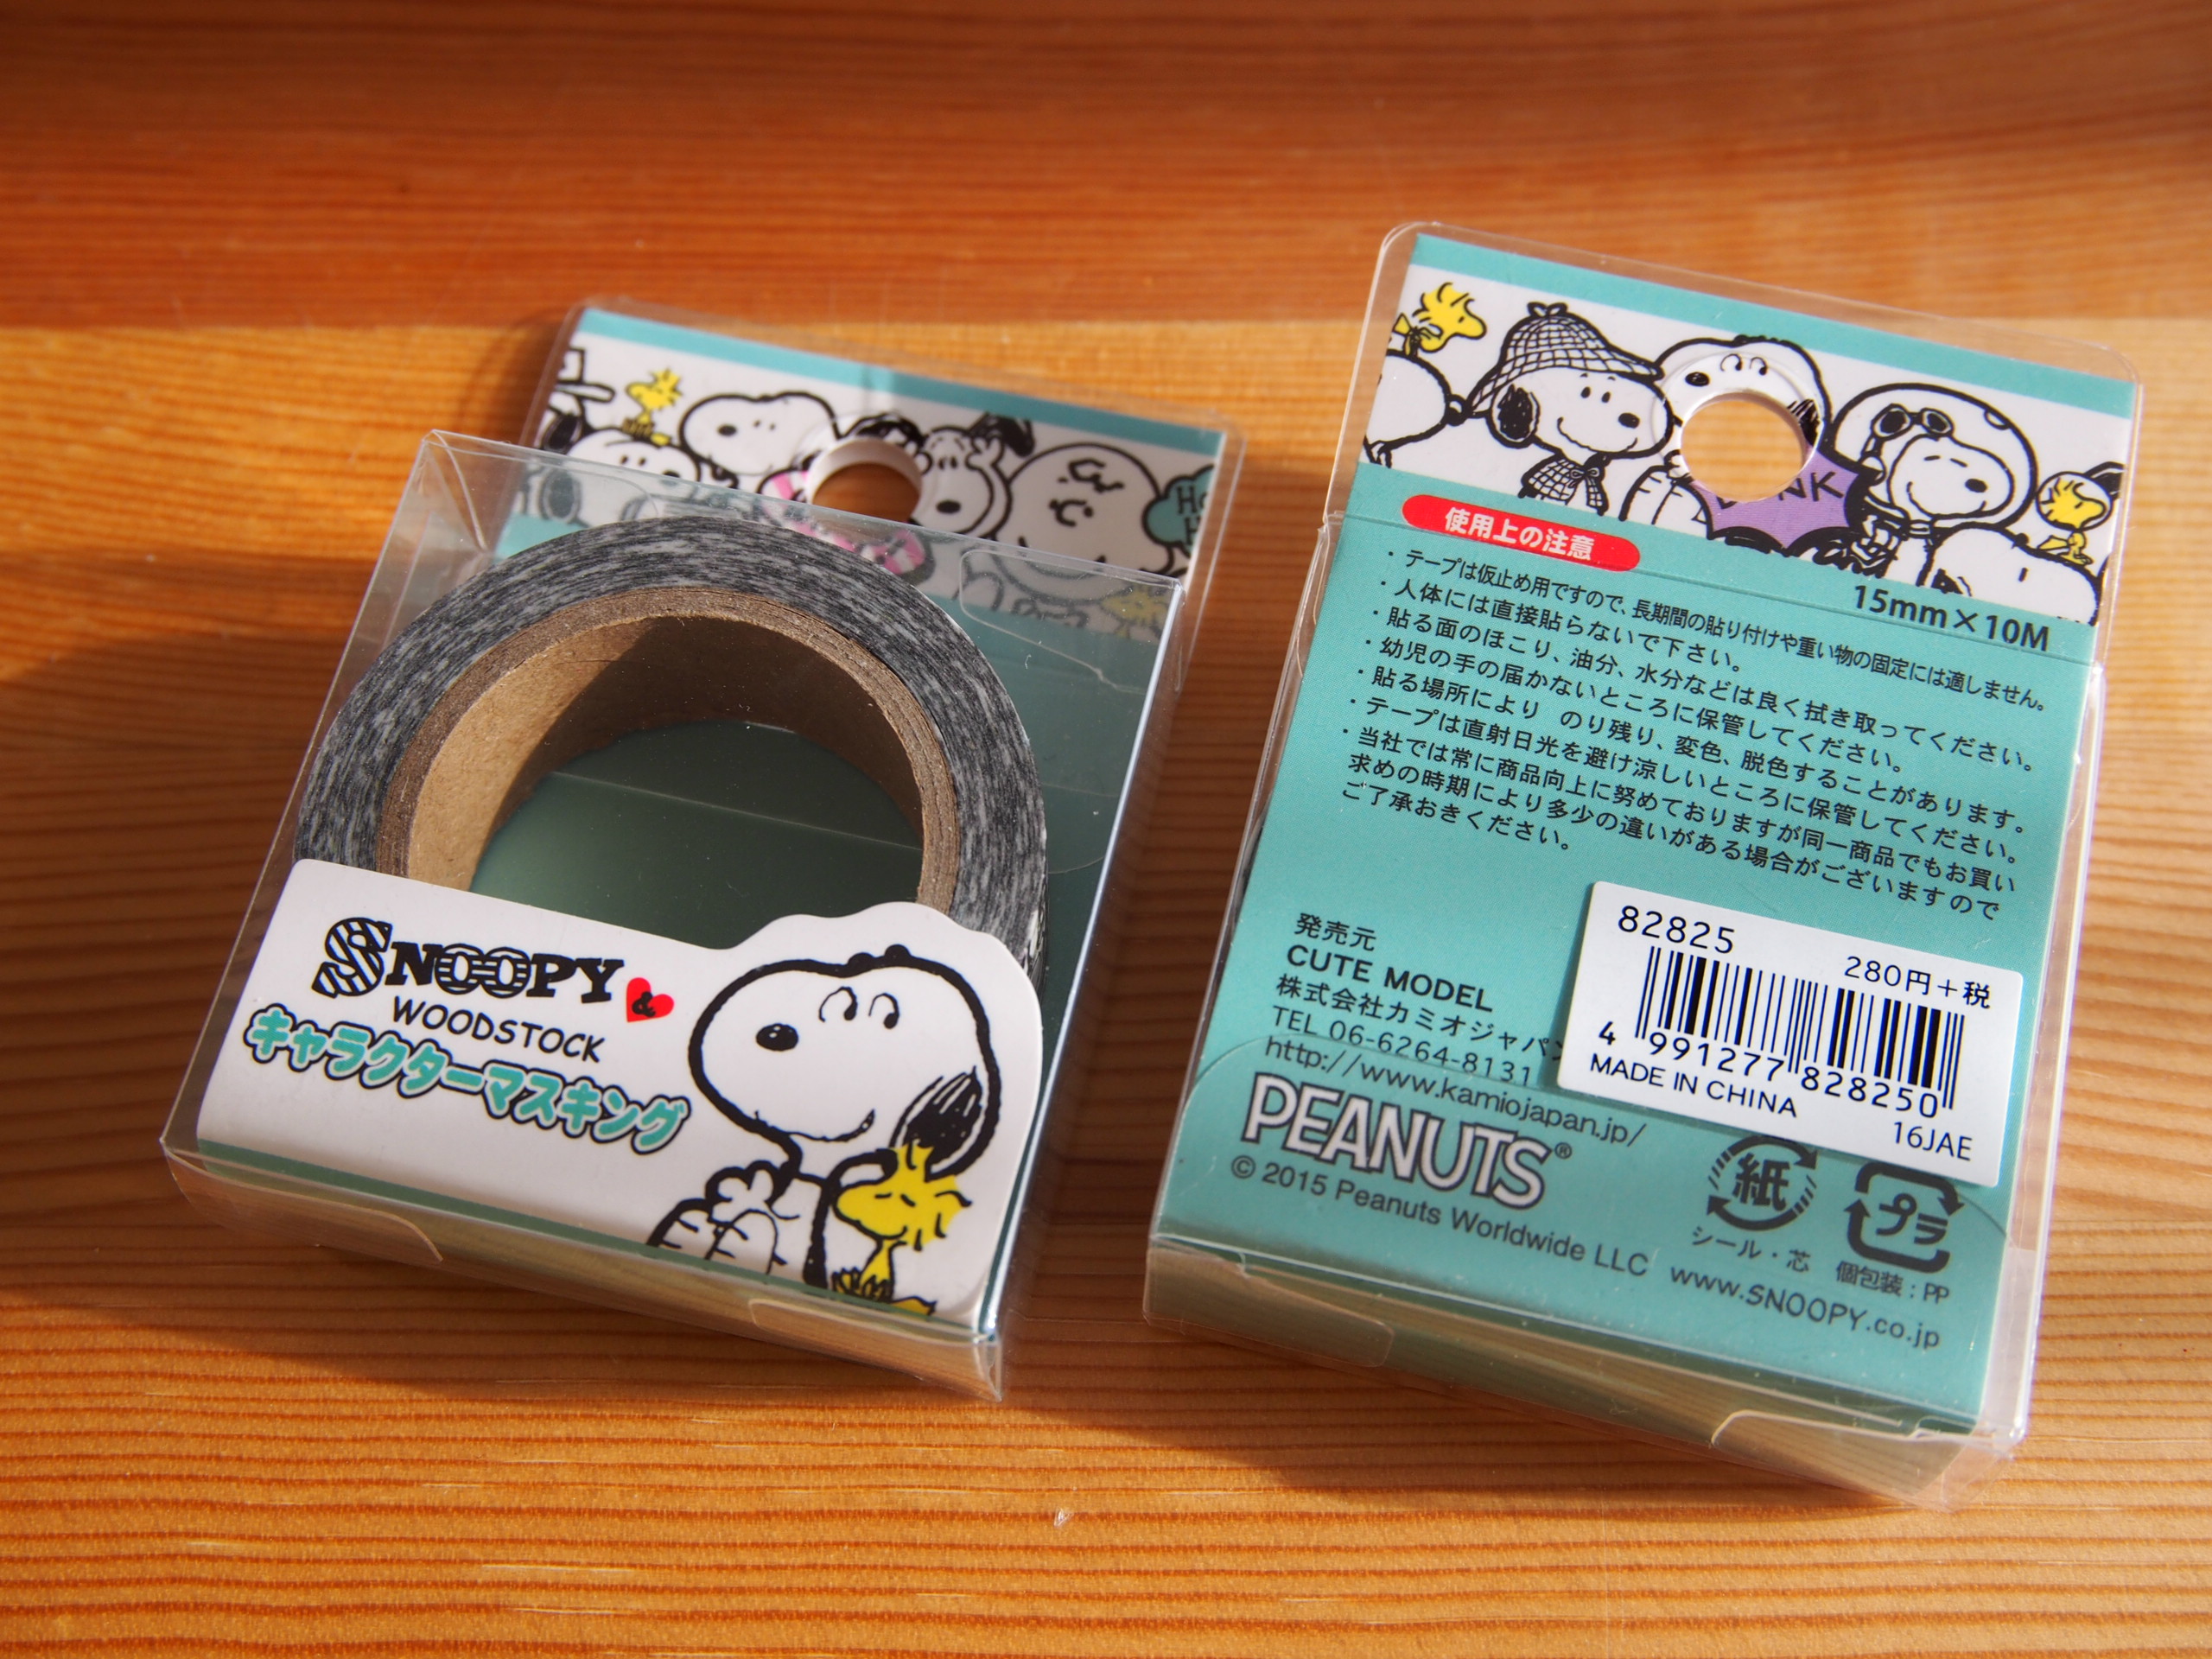 SNOOPY &
WOODSTOCK
キャラクターマスキング
使用上の注意
15mm×10M
・テープは仮止め用ですので、長期間の貼り付けや重い物の固定には適しません。
・人体には直接貼らないで下さい。
・貼る面のほこり、油分、水分などは良く拭き取ってください。
・幼児の手の届かないところに保管してください。
・貼る場所により のり残り、変色、脱色することがあります。
・テープは直射日光を避け涼しいところに保管してください。
・当社では常に商品向上に努めておりますが同一商品でもお買い
求めの時期により多少の違いがある場合がございますので
ご了承おきください。
発売元
CUTE MODEL
株式会社カミオジャパン
TEL 06-6264-8131
http://www.kamiojapan.jp/
82825
280円+税
4 991277 828250
MADE IN CHINA
16JAE
PEANUTS®
© 2015 Peanuts Worldwide LLC
紙
シール・芯
プラ
個包装:PP
www.SNOOPY.co.jp